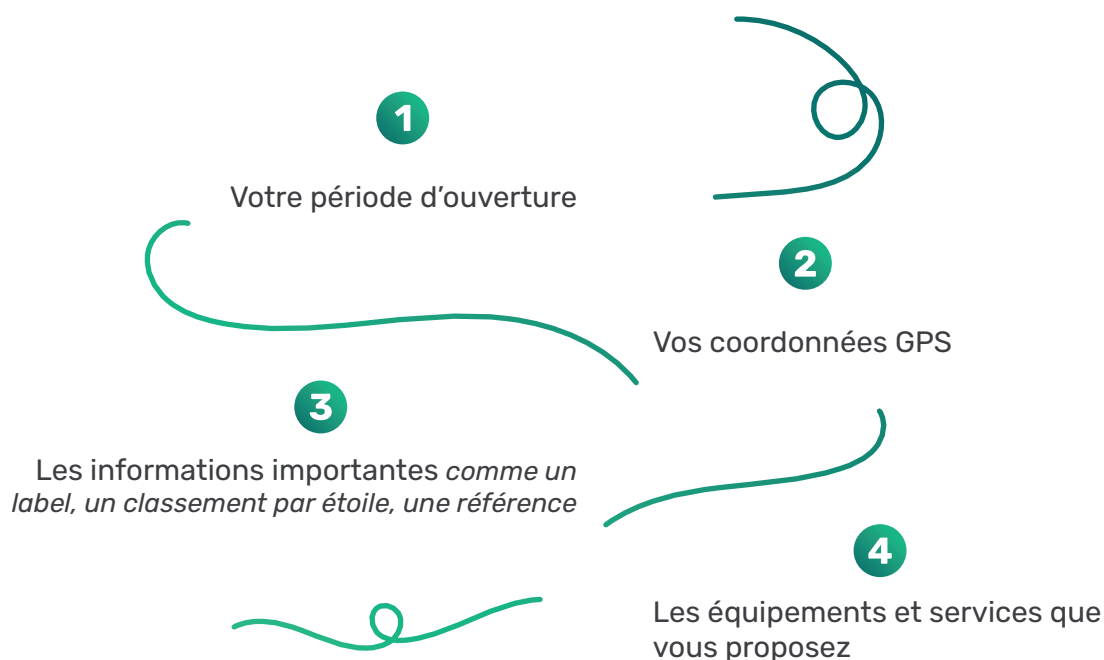 1
Votre période d'ouverture
2
Vos coordonnées GPS
3
Les informations importantes comme un
label, un classement par étoile, une référence
4
Les équipements et services que
vous proposez